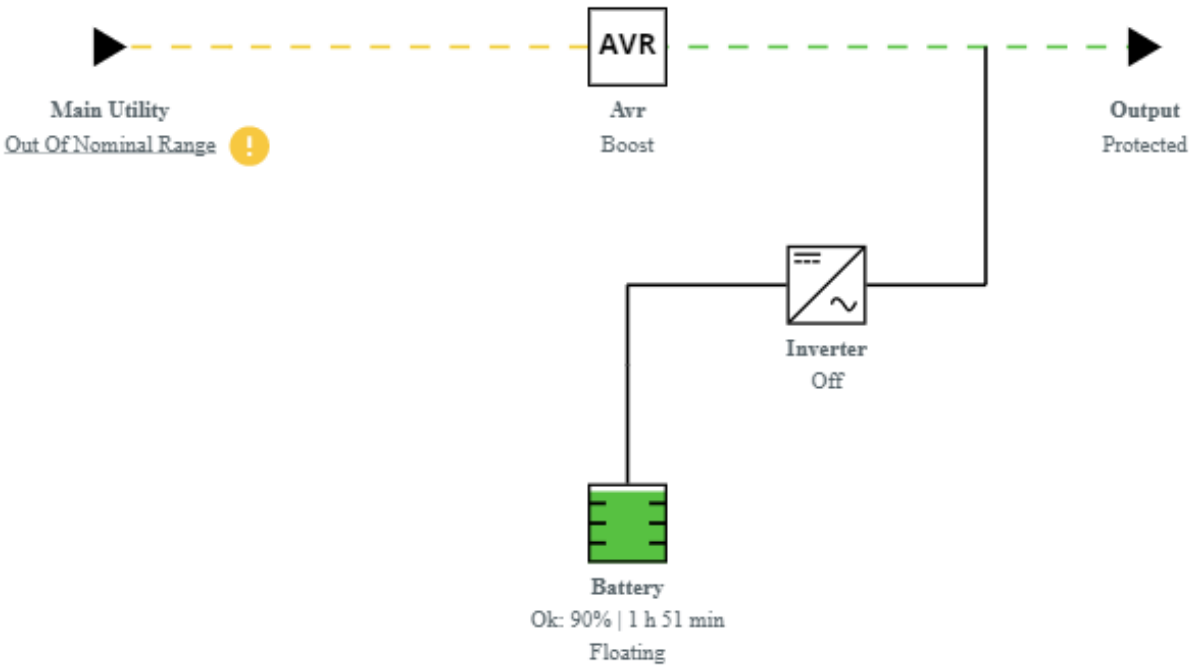 AVR
Main Utility
Out Of Nominal Range !
Avr
Boost
Output
Protected
Inverter
Off
Battery
Ok: 90% | 1 h 51 min
Floating